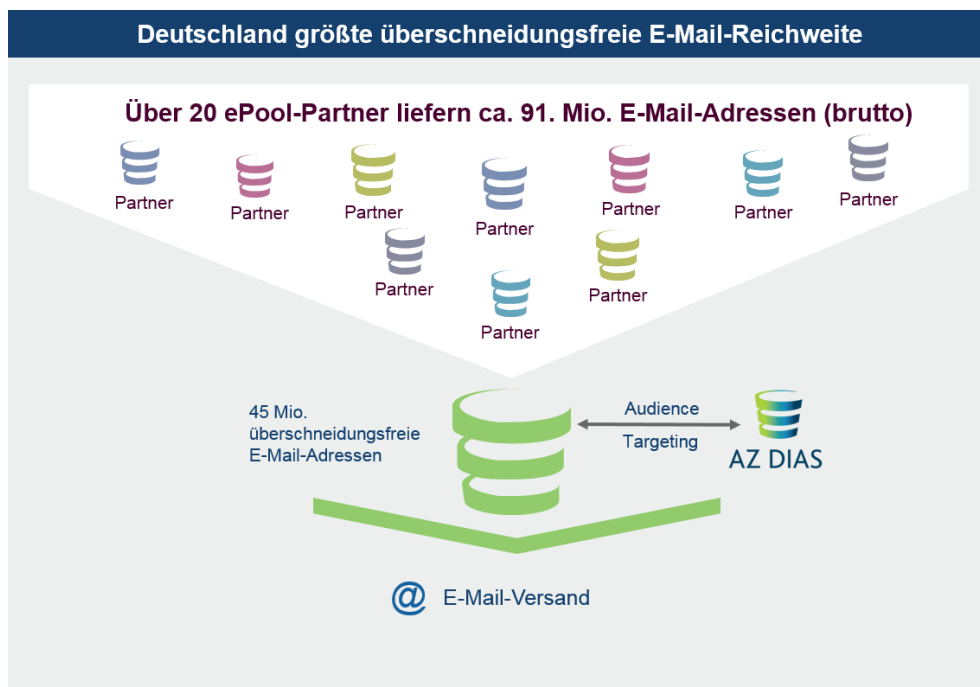 Deutschland größte überschneidungsfreie E-Mail-Reichweite
Über 20 ePool-Partner liefern ca. 91. Mio. E-Mail-Adressen (brutto)
Partner
Partner
Partner
Partner
Partner
Partner
Partner
Partner
Partner
Partner
45 Mio.
überschneidungsfreie
E-Mail-Adressen
Audience
Targeting
AZ DIAS
@ E-Mail-Versand